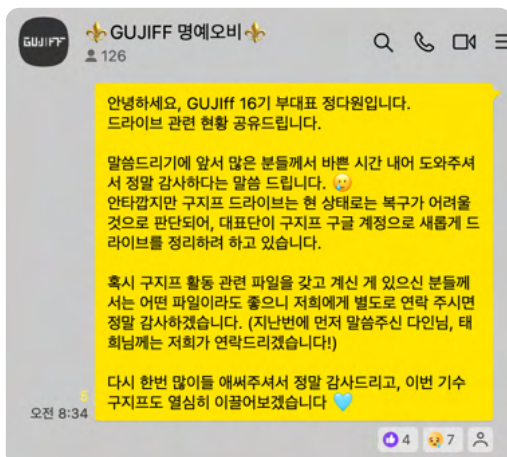 GUJIFF
⚜️GUJIFF 명예오비⚜️
126
안녕하세요, GUJIff 16기 부대표 정다원입니다.
드라이브 관련 현황 공유드립니다.
말씀드리기에 앞서 많은 분들께서 바쁜 시간 내어 도와주셔
서 정말 감사하다는 말씀 드립니다. 🥲
안타깝지만 구지프 드라이브는 현 상태로는 복구가 어려울
것으로 판단되어, 대표단이 구지프 구글 계정으로 새롭게 드
라이브를 정리하려 하고 있습니다.
혹시 구지프 활동 관련 파일을 갖고 계신 게 있으신 분들께
서는 어떤 파일이라도 좋으니 저희에게 별도로 연락 주시면
정말 감사하겠습니다. (지난번에 먼저 말씀주신 다인님, 태
희님께는 저희가 연락드리겠습니다!)
다시 한번 많이들 애써주셔서 정말 감사드리고, 이번 기수
구지프도 열심히 이끌어보겠습니다 🩵
5
오전 8:34
4
7